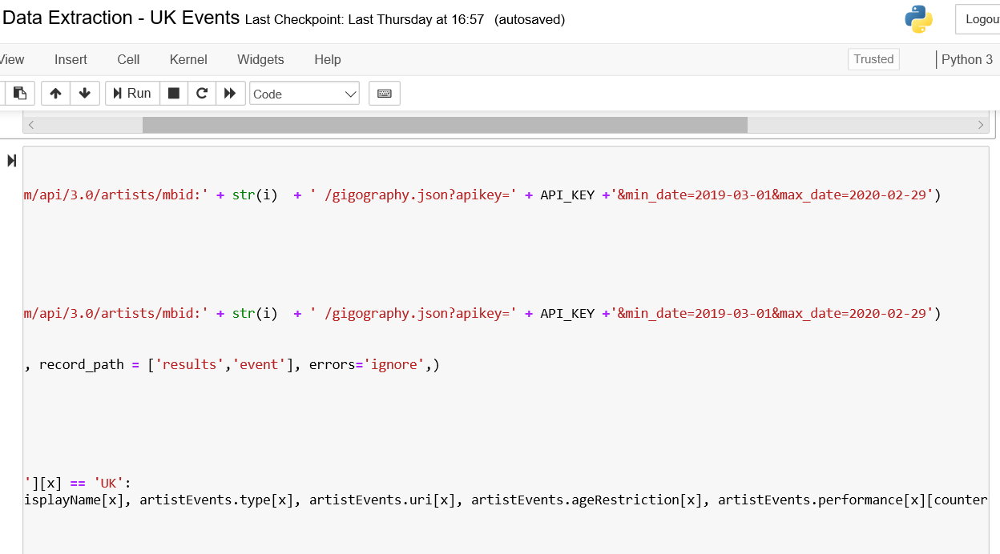 Data Extraction - UK Events Last Checkpoint: Last Thursday at 16:57 (autosaved)
Logou
View Insert Cell Kernel Widgets Help Trusted Python 3
Run Code
m/api/3.0/artists/mbid:' + str(i)  + ' /gigography.json?apikey=' + API_KEY +'&min_date=2019-03-01&max_date=2020-02-29')
m/api/3.0/artists/mbid:' + str(i)  + ' /gigography.json?apikey=' + API_KEY +'&min_date=2019-03-01&max_date=2020-02-29')
, record_path = ['results','event'], errors='ignore',)
'][x] == 'UK':
isplayName[x], artistEvents.type[x], artistEvents.uri[x], artistEvents.ageRestriction[x], artistEvents.performance[x][counter